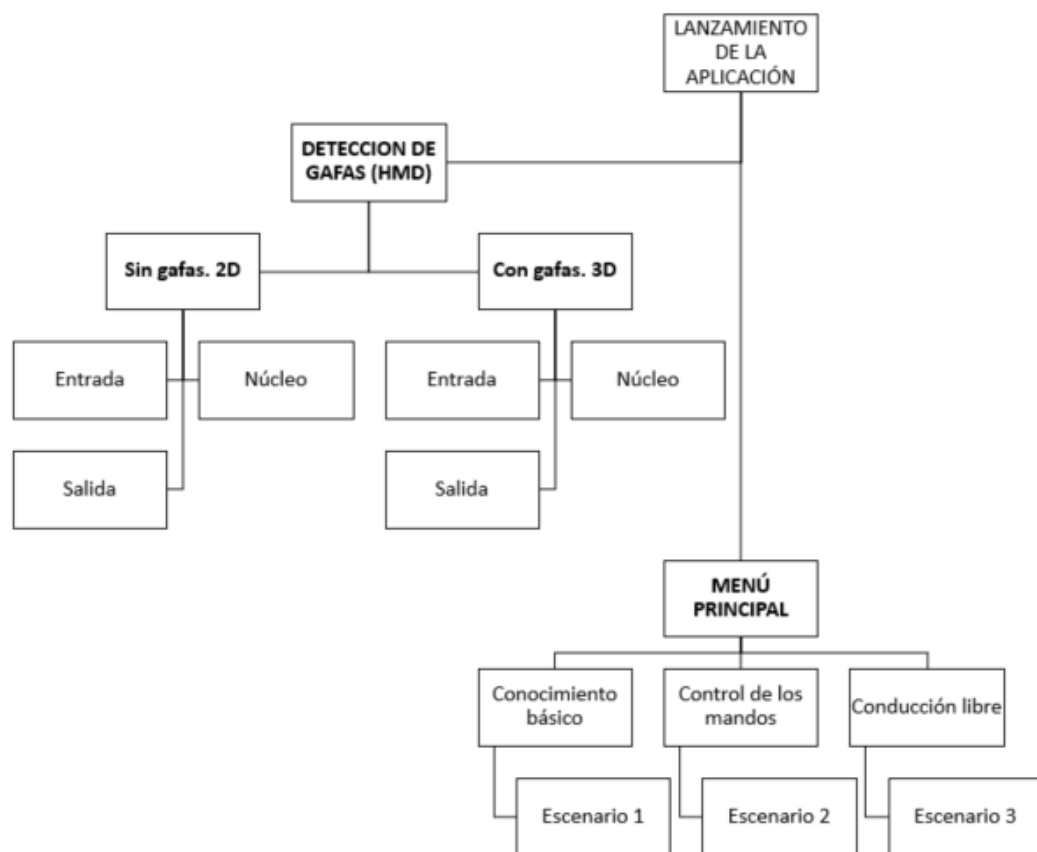 LANZAMIENTO
DE LA
APLICACIÓN
DETECCION DE
GAFAS (HMD)
Sin gafas. 2D
Con gafas. 3D
Entrada
Núcleo
Entrada
Núcleo
Salida
Salida
MENÚ
PRINCIPAL
Conocimiento
básico
Control de los
mandos
Conducción libre
Escenario 1
Escenario 2
Escenario 3